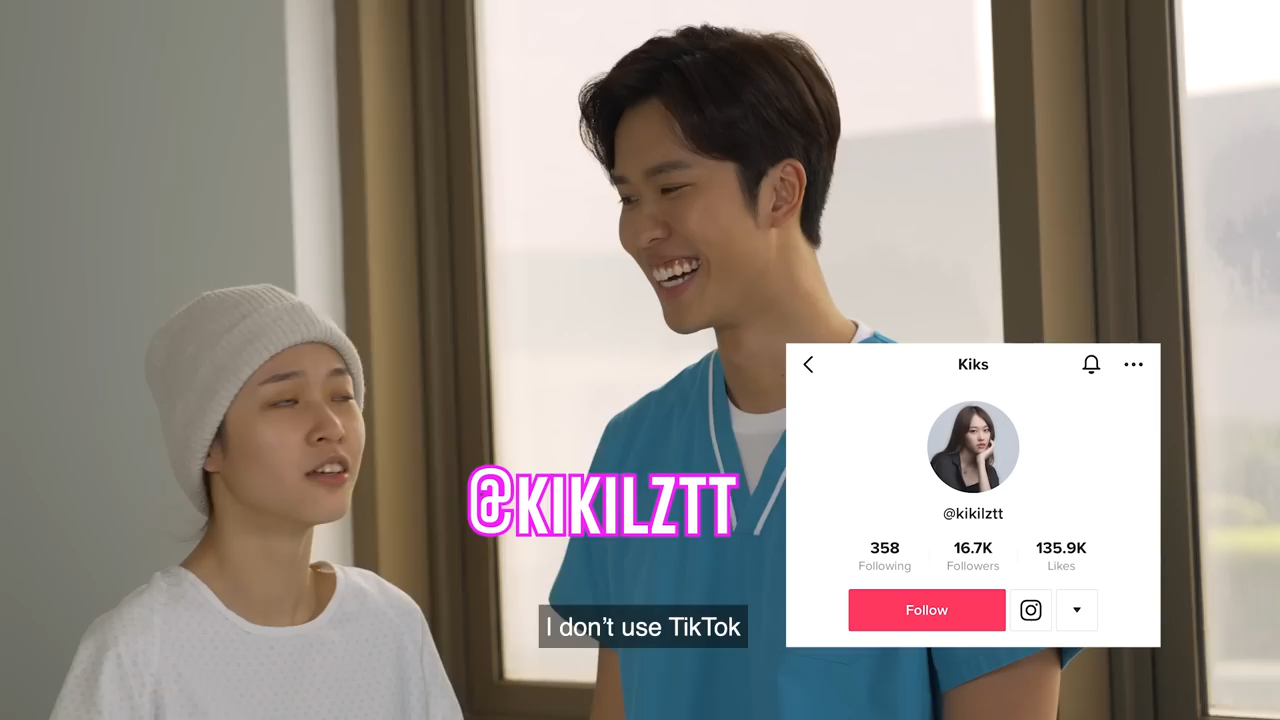 @KIKILZTT
I don't use TikTok
Kiks
@kikilztt
358 16.7K 135.9K
Following Followers Likes
Follow